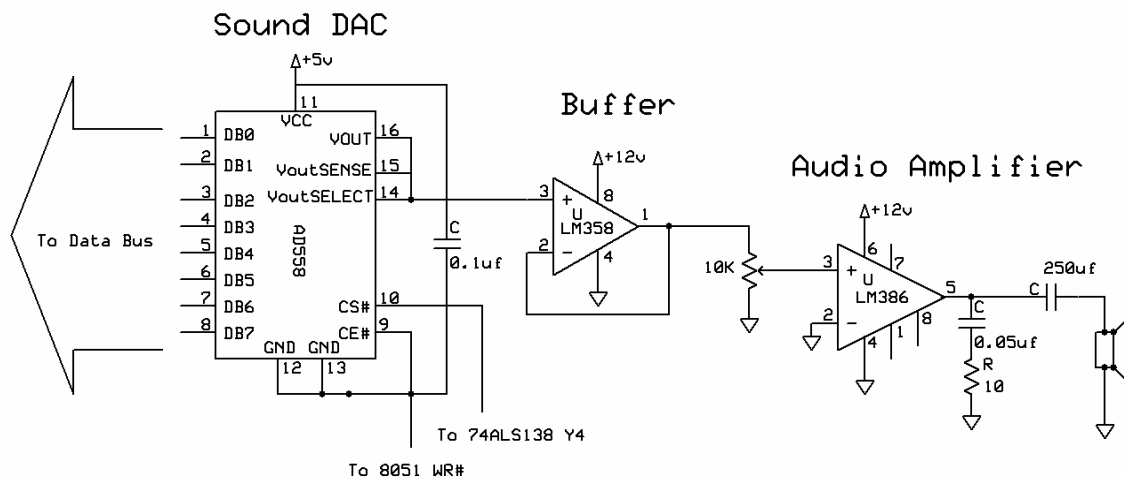 Sound DAC
+5v
11
VCC
1 DB0
2 DB1
3 DB2
4 DB3
5 DB4
6 DB5
7 DB6
8 DB7
To Data Bus
AD558
VOUT 16
VoutSENSE 15
VoutSELECT 14
CS# 10
CE# 9
GND GND
12 13
C
0.1uf
To 74ALS138 Y4
To 8051 WR#
Buffer
+12v
8
3 +
U
LM358
1
2 -
4
10K
Audio Amplifier
+12v
6 7
3 +
U
LM386
5
2 -
4 1 8
C
0.05uf
R
10
250uf
C